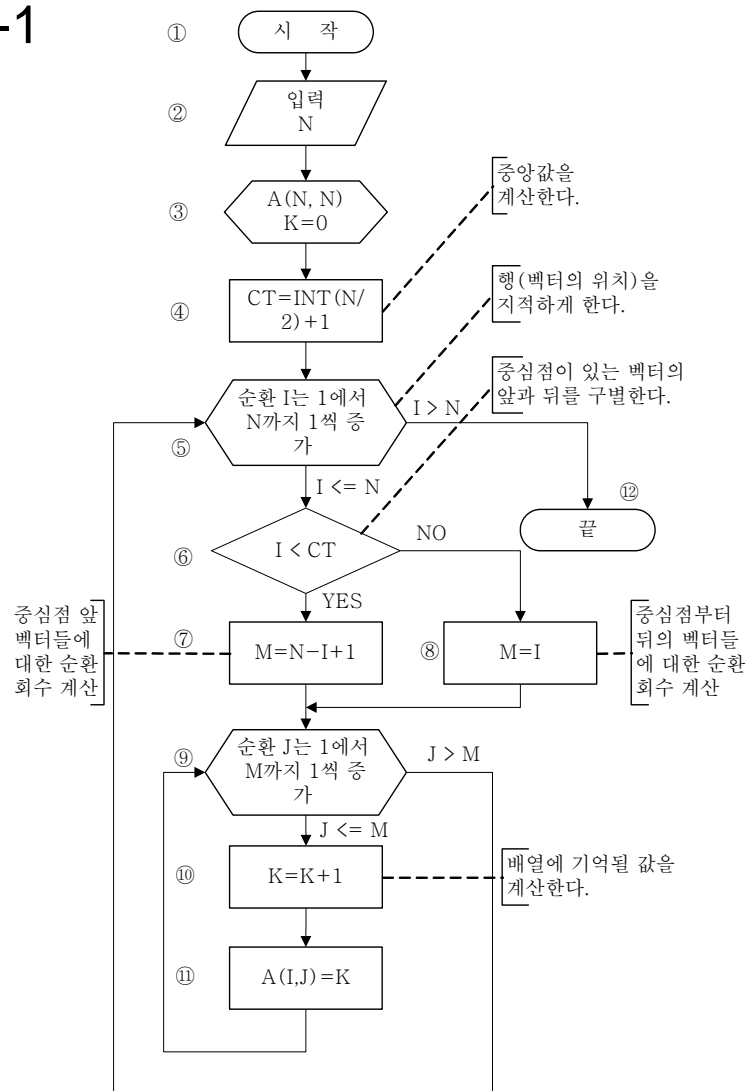 -1
① 시 작
② 입력
N
③ A(N, N)
K=0
중앙값을
계산한다.
④ CT=INT(N/
2)+1
행(벡터의 위치)을
지적하게 한다.
중심점이 있는 벡터의
앞과 뒤를 구별한다.
⑤ 순환 I는 1에서
N까지 1씩 증
가
I > N
I <= N
⑫
끝
⑥ I < CT
NO
YES
중심점 앞
벡터들에
대한 순환
회수 계산
⑦ M=N-I+1
⑧ M=I
중심점부터
뒤의 벡터들
에 대한 순환
회수 계산
⑨ 순환 J는 1에서
M까지 1씩 증
가
J > M
J <= M
⑩ K=K+1
배열에 기억될 값을
계산한다.
⑪ A(I,J)=K